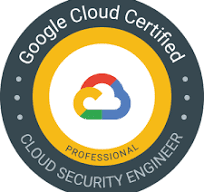 Google Cloud Certified
PROFESSIONAL
CLOUD SECURITY ENGINEER